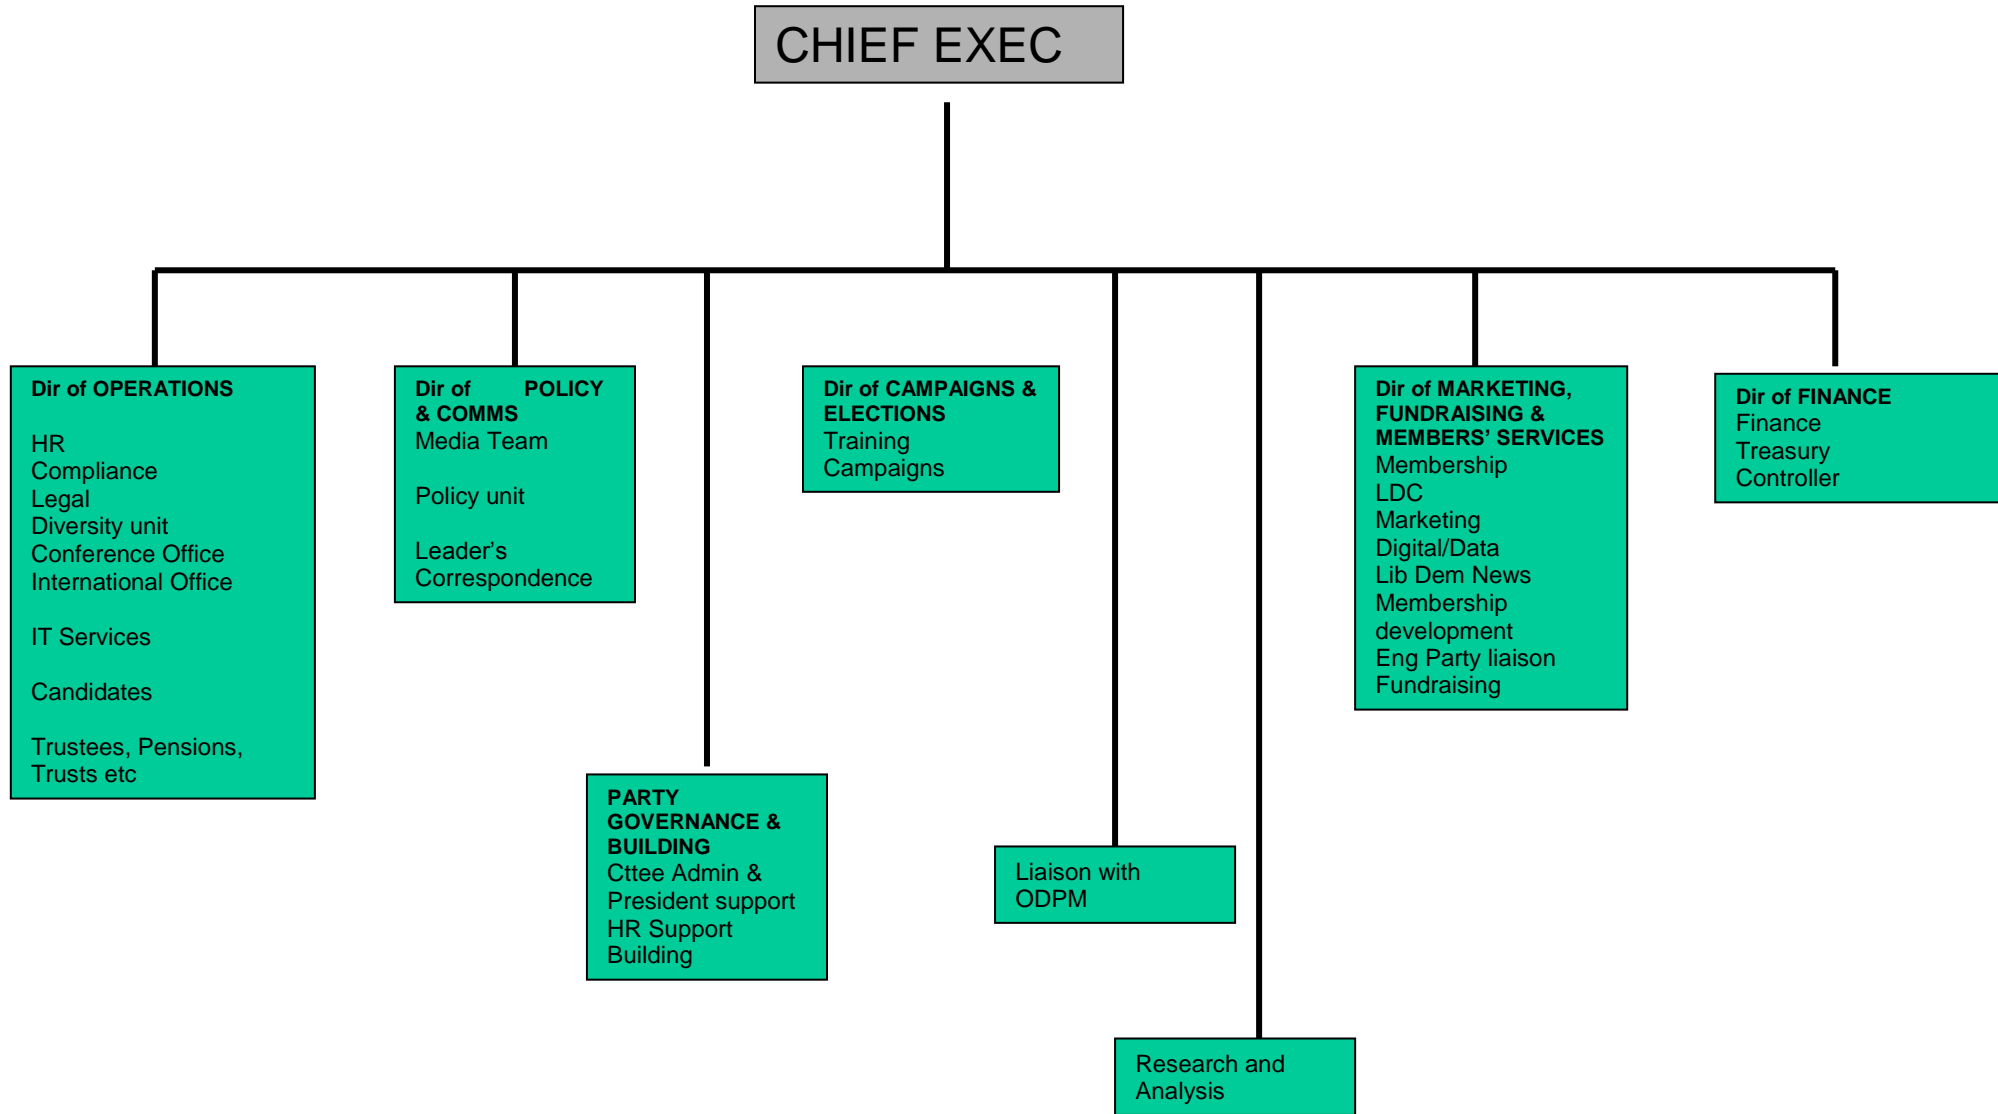 CHIEF EXEC
Dir of OPERATIONS
HR
Compliance
Legal
Diversity unit
Conference Office
International Office
IT Services
Candidates
Trustees, Pensions,
Trusts etc
Dir of POLICY
& COMMS
Media Team
Policy unit
Leader’s
Correspondence
Dir of CAMPAIGNS &
ELECTIONS
Training
Campaigns
Dir of MARKETING,
FUNDRAISING &
MEMBERS’ SERVICES
Membership
LDC
Marketing
Digital/Data
Lib Dem News
Membership
development
Eng Party liaison
Fundraising
Dir of FINANCE
Finance
Treasury
Controller
PARTY
GOVERNANCE &
BUILDING
Cttee Admin &
President support
HR Support
Building
Liaison with
ODPM
Research and
Analysis